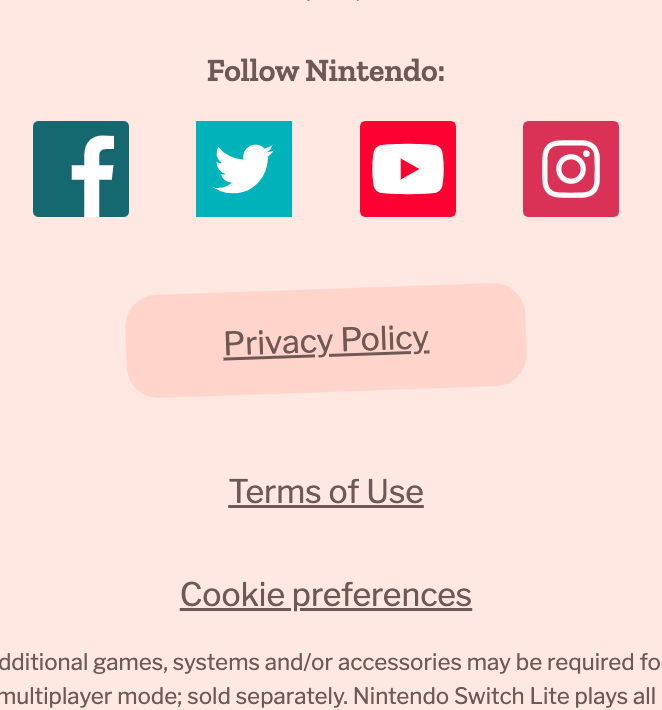 Follow Nintendo:
Privacy Policy
Terms of Use
Cookie preferences
dditional games, systems and/or accessories may be required fo
multiplayer mode; sold separately. Nintendo Switch Lite plays all